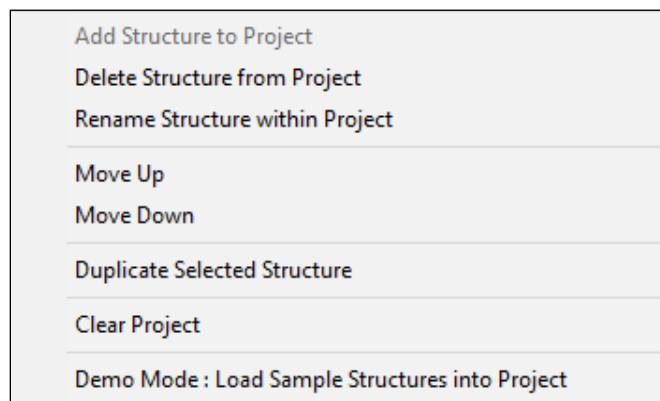 Add Structure to Project
Delete Structure from Project
Rename Structure within Project
Move Up
Move Down
Duplicate Selected Structure
Clear Project
Demo Mode : Load Sample Structures into Project